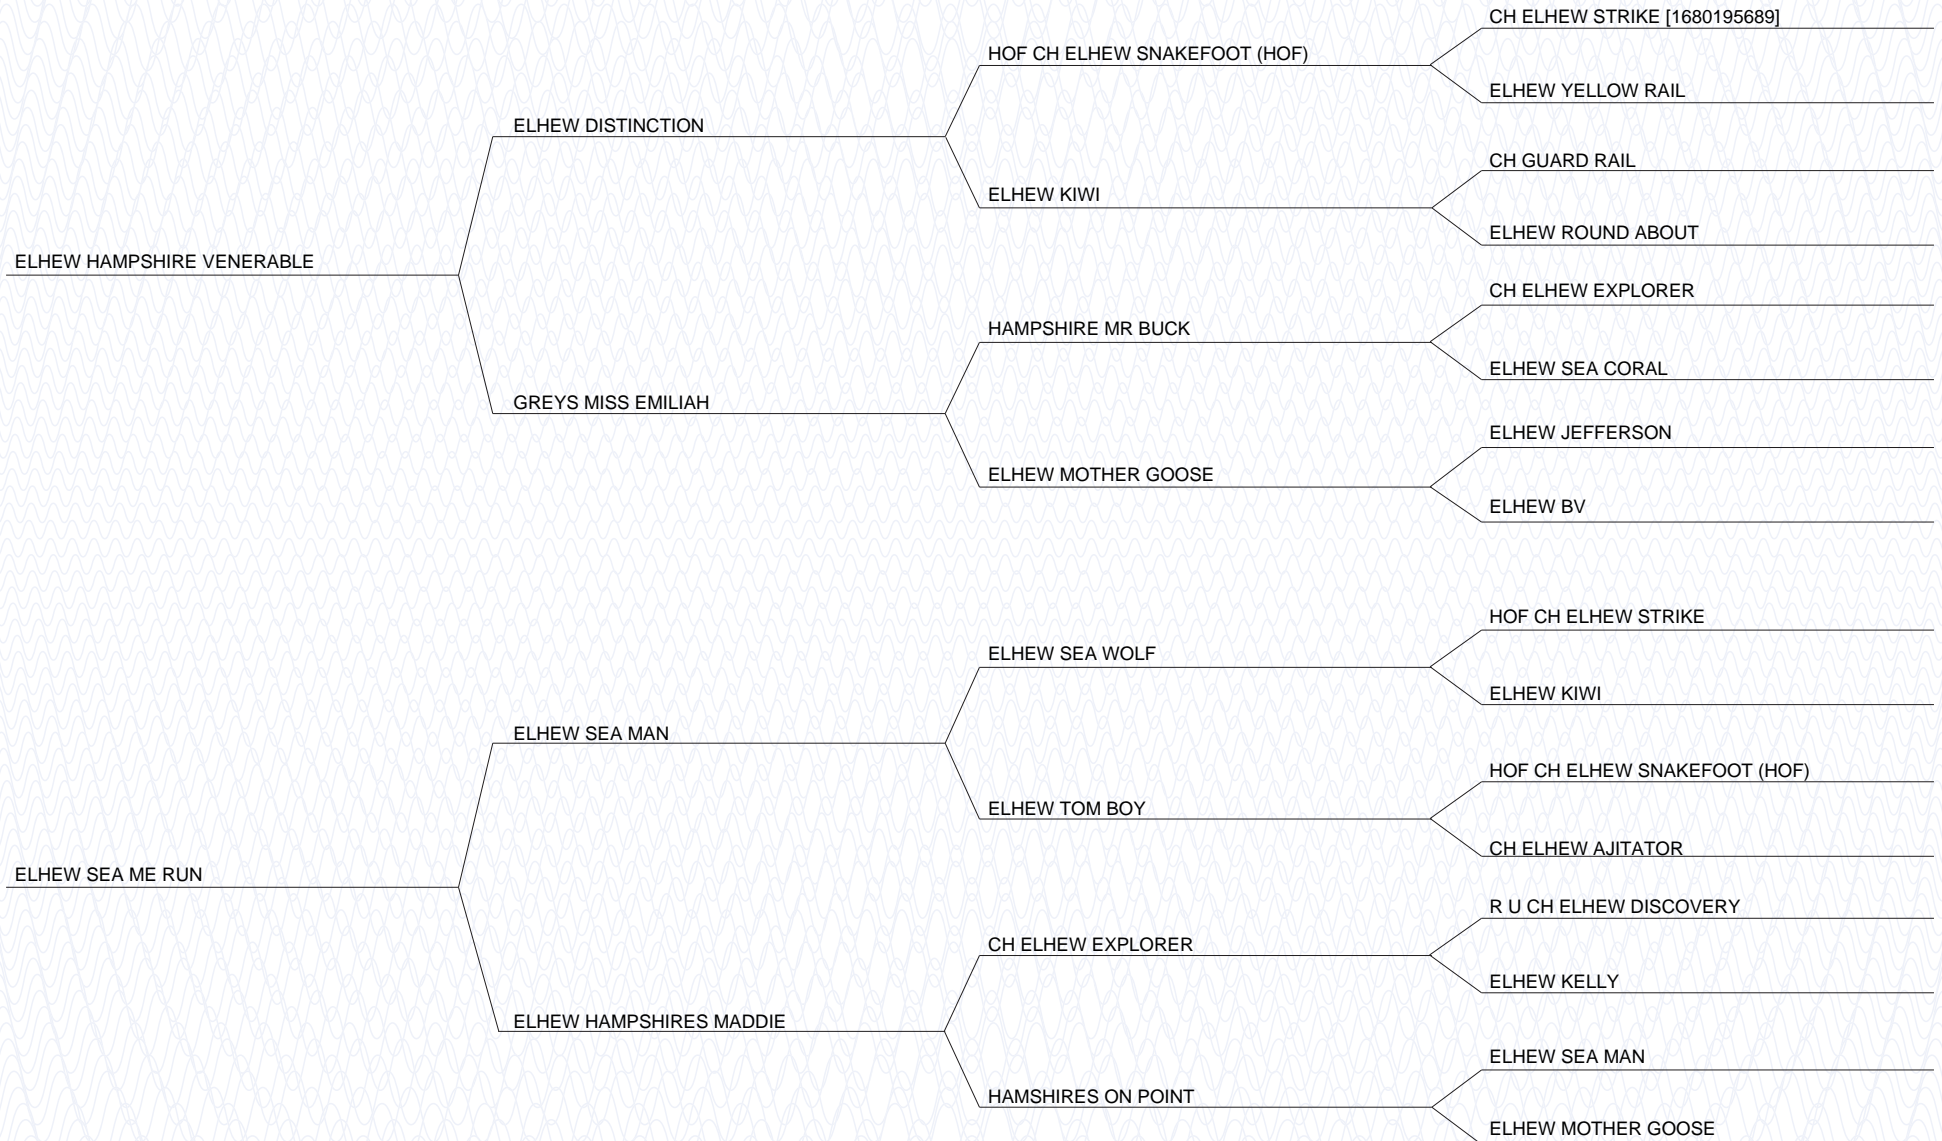 CH ELHEW STRIKE [1680195689]
HOF CH ELHEW SNAKEFOOT (HOF)
ELHEW YELLOW RAIL
ELHEW DISTINCTION
CH GUARD RAIL
ELHEW KIWI
ELHEW ROUND ABOUT
ELHEW HAMPSHIRE VENERABLE
CH ELHEW EXPLORER
HAMPSHIRE MR BUCK
ELHEW SEA CORAL
GREYS MISS EMILIAH
ELHEW JEFFERSON
ELHEW MOTHER GOOSE
ELHEW BV
HOF CH ELHEW STRIKE
ELHEW SEA WOLF
ELHEW KIWI
ELHEW SEA MAN
HOF CH ELHEW SNAKEFOOT (HOF)
ELHEW TOM BOY
CH ELHEW AJITATOR
ELHEW SEA ME RUN
R U CH ELHEW DISCOVERY
CH ELHEW EXPLORER
ELHEW KELLY
ELHEW HAMPSHIRES MADDIE
ELHEW SEA MAN
HAMSHIRES ON POINT
ELHEW MOTHER GOOSE